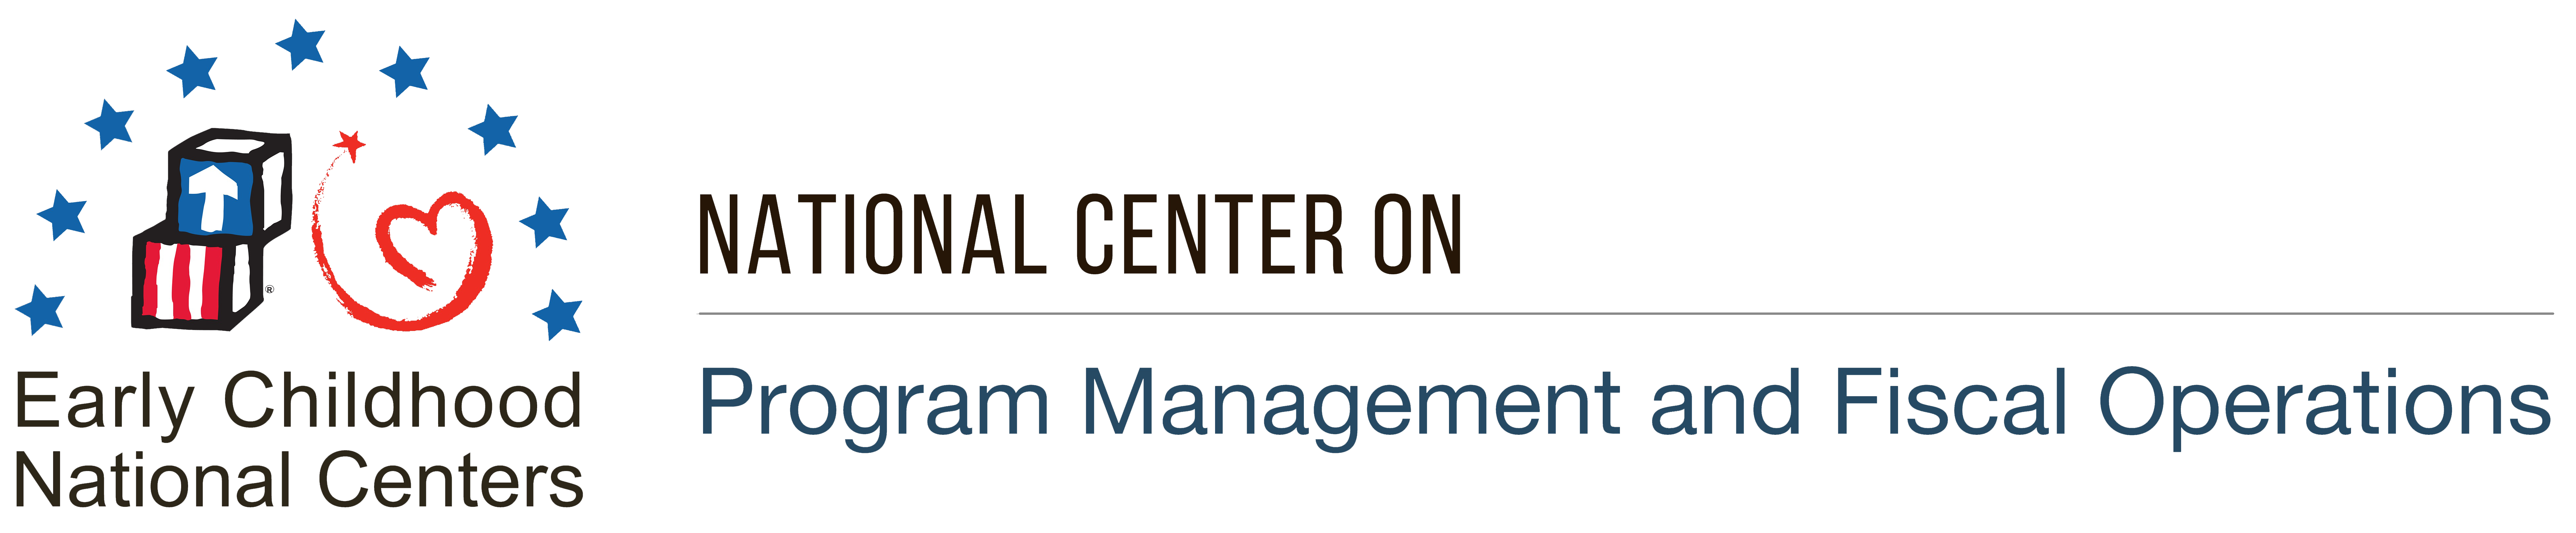 ®
Early Childhood
National Centers
NATIONAL CENTER ON
Program Management and Fiscal Operations